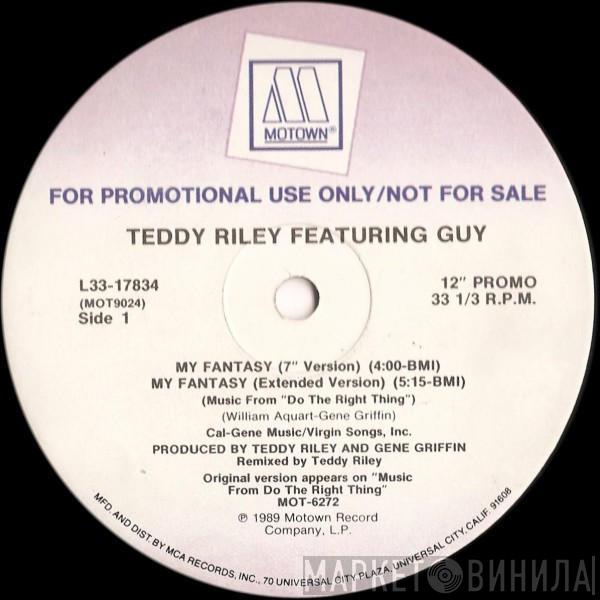 MOTOWN®
FOR PROMOTIONAL USE ONLY/NOT FOR SALE
TEDDY RILEY FEATURING GUY
L33-17834
(MOT9024)
Side 1
12" PROMO
33 1/3 R.P.M.
MY FANTASY (7" Version) (4:00-BMI)
MY FANTASY (Extended Version) (5:15-BMI)
(Music From "Do The Right Thing")
(William Aquart-Gene Griffin)
Cal-Gene Music/Virgin Songs, Inc.
PRODUCED BY TEDDY RILEY AND GENE GRIFFIN
Remixed by Teddy Riley
Original version appears on "Music
From Do The Right Thing"
MOT-6272
℗ 1989 Motown Record
Company, L.P.
MFD. AND DIST. BY MCA RECORDS, INC., 70 UNIVERSAL CITY PLAZA, UNIVERSAL CITY, CALIF. 91608
МАРКЕТ ВИНИЛА